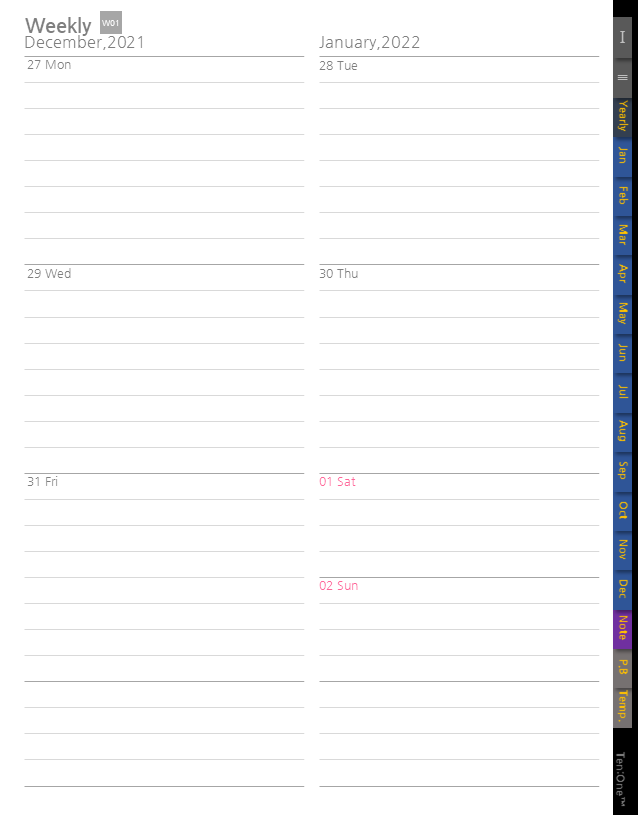 Weekly W01
December,2021
January,2022
27 Mon
28 Tue
29 Wed
30 Thu
31 Fri
01 Sat
02 Sun
I
≡
Yearly
Jan
Feb
Mar
Apr
May
Jun
Jul
Aug
Sep
Oct
Nov
Dec
Note
P.B
Temp.
Ten:One™